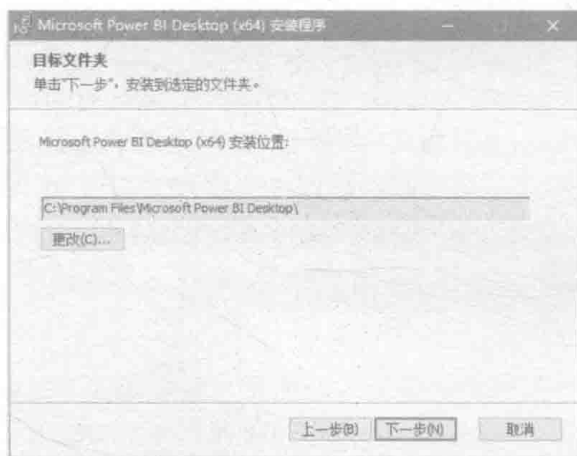 Microsoft Power BI Desktop (x64) 安装程序
目标文件夹
单击"下一步"，安装到选定的文件夹。
Microsoft Power BI Desktop (x64) 安装位置:
C:\Program Files\Microsoft Power BI Desktop\
更改(C)...
上一步(B) 下一步(N) 取消